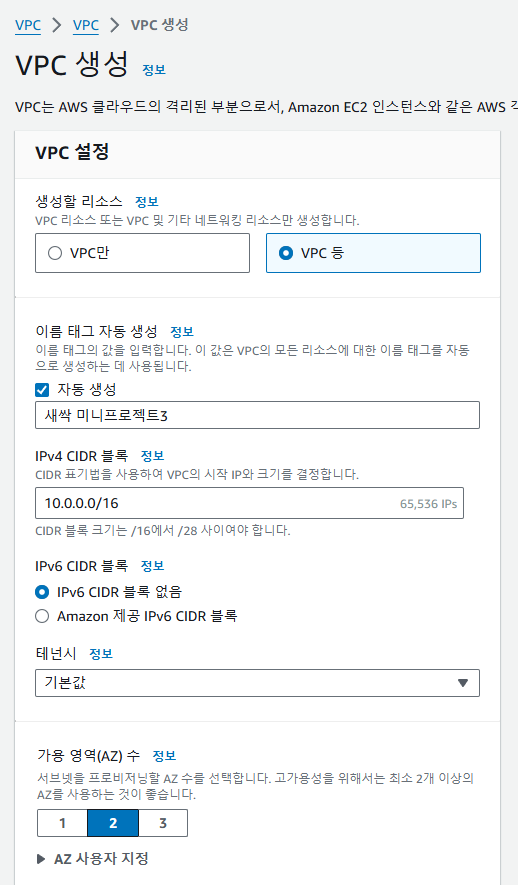 VPC > VPC > VPC 생성
VPC 생성 정보
VPC는 AWS 클라우드의 격리된 부분으로서, Amazon EC2 인스턴스와 같은 AWS
VPC 설정
생성할 리소스 정보
VPC 리소스 또는 VPC 및 기타 네트워킹 리소스만 생성합니다.
VPC만 VPC 등
이름 태그 자동 생성 정보
이름 태그의 값을 입력합니다. 이 값은 VPC의 모든 리소스에 대한 이름 태그를 자동
으로 생성하는 데 사용됩니다.
자동 생성
새싹 미니프로젝트3
IPv4 CIDR 블록 정보
CIDR 표기법을 사용하여 VPC의 시작 IP와 크기를 결정합니다.
10.0.0.0/16 65,536 IPs
CIDR 블록 크기는 /16에서 /28 사이여야 합니다.
IPv6 CIDR 블록 정보
IPv6 CIDR 블록 없음
Amazon 제공 IPv6 CIDR 블록
테넌시 정보
기본값
가용 영역(AZ) 수 정보
서브넷을 프로비저닝할 AZ 수를 선택합니다. 고가용성을 위해서는 최소 2개 이상의
AZ를 사용하는 것이 좋습니다.
1 2 3
AZ 사용자 지정